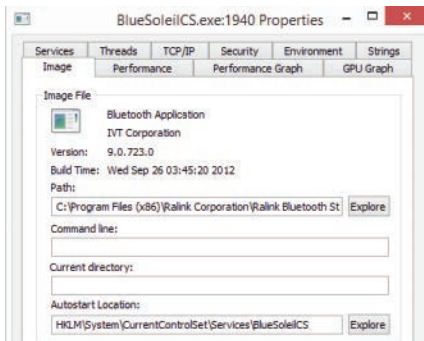 BlueSoleilCS.exe:1940 Properties
Services Threads TCP/IP Security Environment Strings
Image Performance Performance Graph GPU Graph
Image File
Bluetooth Application
IVT Corporation
Version: 9.0.723.0
Build Time: Wed Sep 26 03:45:20 2012
Path:
C:\Program Files (x86)\Ralink Corporation\Ralink Bluetooth St Explore
Command line:
Current directory:
Autostart Location:
HKLM\System\CurrentControlSet\Services\BlueSoleilCS Explore